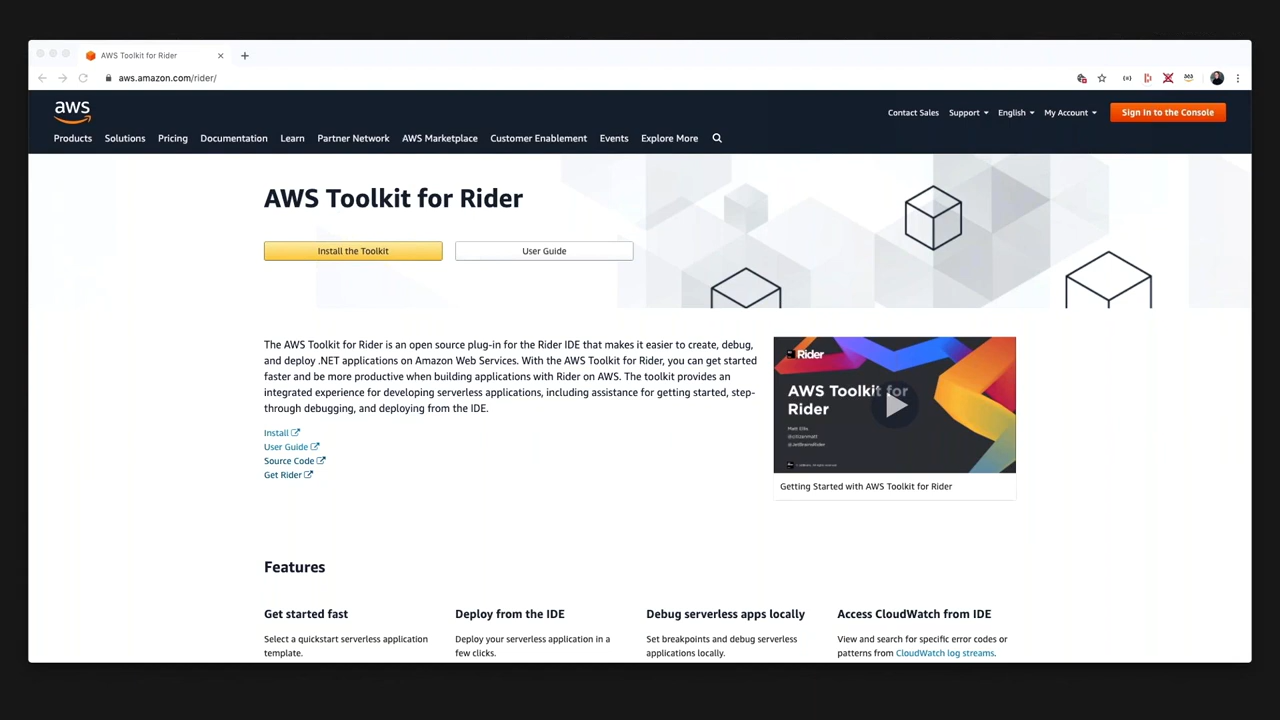 AWS Toolkit for Rider
aws.amazon.com/rider/
aws
Contact Sales Support English My Account Sign In to the Console
Products Solutions Pricing Documentation Learn Partner Network AWS Marketplace Customer Enablement Events Explore More
AWS Toolkit for Rider
Install the Toolkit User Guide
The AWS Toolkit for Rider is an open source plug-in for the Rider IDE that makes it easier to create, debug,
and deploy .NET applications on Amazon Web Services. With the AWS Toolkit for Rider, you can get started
faster and be more productive when building applications with Rider on AWS. The toolkit provides an
integrated experience for developing serverless applications, including assistance for getting started, step-
through debugging, and deploying from the IDE.
Install
User Guide
Source Code
Get Rider
Rider
AWS Toolkit for
Rider
Matt Ellis
@citizenmatt
@JetBrainsRider
Getting Started with AWS Toolkit for Rider
Features
Get started fast
Select a quickstart serverless application
template.
Deploy from the IDE
Deploy your serverless application in a
few clicks.
Debug serverless apps locally
Set breakpoints and debug serverless
applications locally.
Access CloudWatch from IDE
View and search for specific error codes or
patterns from CloudWatch log streams.